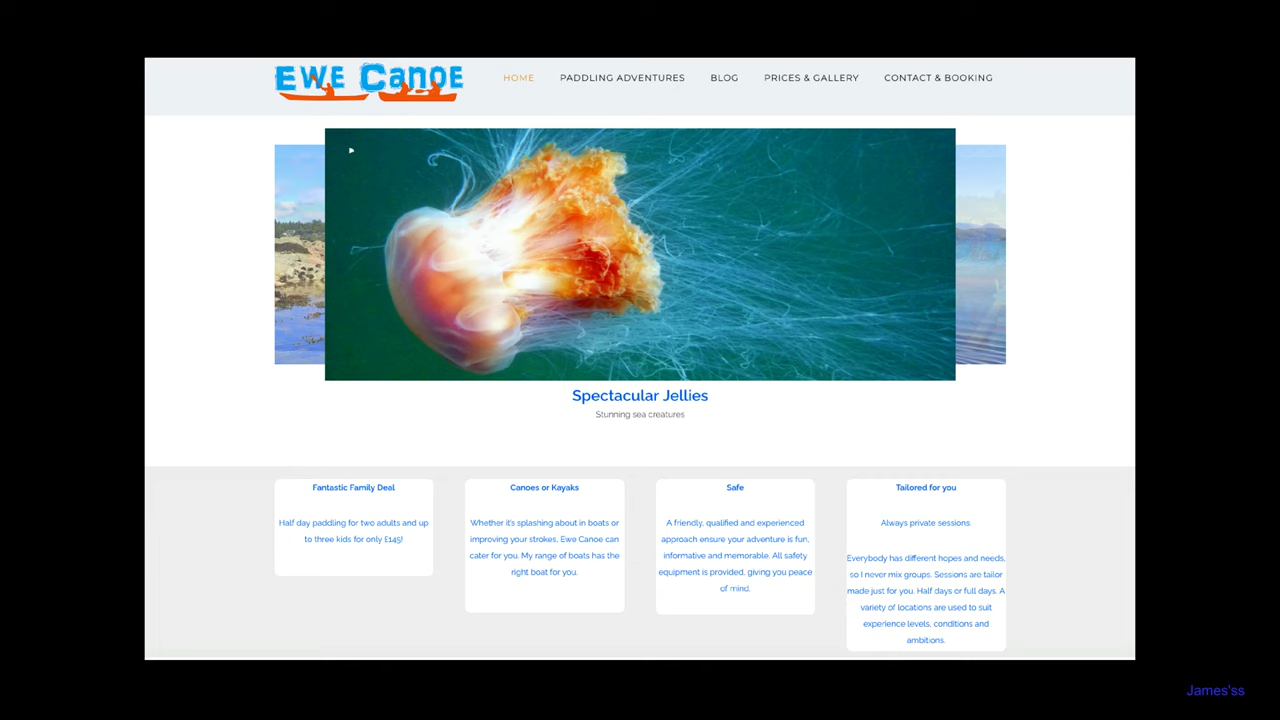 Ewe Canoe
HOME PADDLING ADVENTURES BLOG PRICES & GALLERY CONTACT & BOOKING
Spectacular Jellies
Stunning sea creatures
Fantastic Family Deal
Half day paddling for two adults and up
to three kids for only £145!
Canoes or Kayaks
Whether it's splashing about in boats or
improving your strokes, Ewe Canoe can
cater for you. My range of boats has the
right boat for you.
Safe
A friendly, qualified and experienced
approach ensure your adventure is fun,
informative and memorable. All safety
equipment is provided, giving you peace
of mind.
Tailored for you
Always private sessions.
Everybody has different hopes and needs,
so I never mix groups. Sessions are tailor
made just for you. Half days or full days. A
variety of locations are used to suit
experience levels, conditions and
ambitions.
James'ss